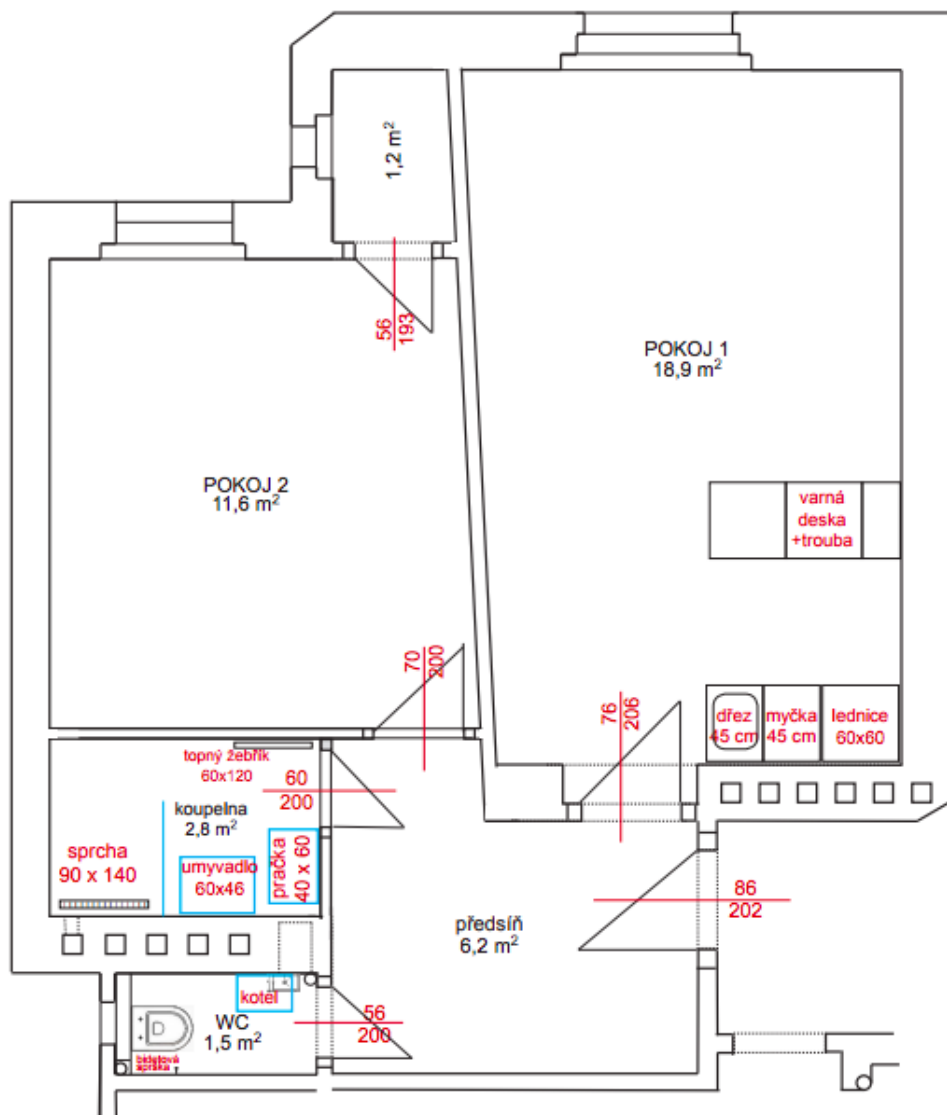 1,2 m²
56
193
POKOJ 1
18,9 m²
POKOJ 2
11,6 m²
varná
deska
+trouba
70
200
76
206
dřez
45 cm
myčka
45 cm
lednice
60x60
topný žebřík
60x120
60
200
koupelna
2,8 m²
sprcha
90 x 140
umyvadlo
60x46
pračka
40 x 60
86
202
předsíň
6,2 m²
kotel
WC
1,5 m²
56
200
bidetová
sprška